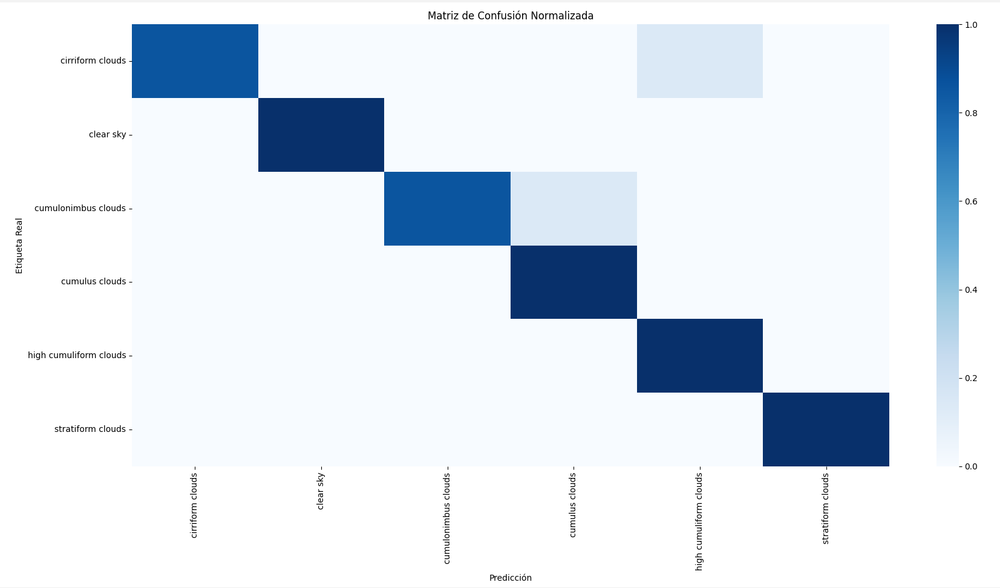 Matriz de Confusión Normalizada
Etiqueta Real
cirriform clouds
clear sky
cumulonimbus clouds
cumulus clouds
high cumuliform clouds
stratiform clouds
cirriform clouds
clear sky
cumulonimbus clouds
cumulus clouds
high cumuliform clouds
stratiform clouds
Predicción
1.0
0.8
0.6
0.4
0.2
0.0